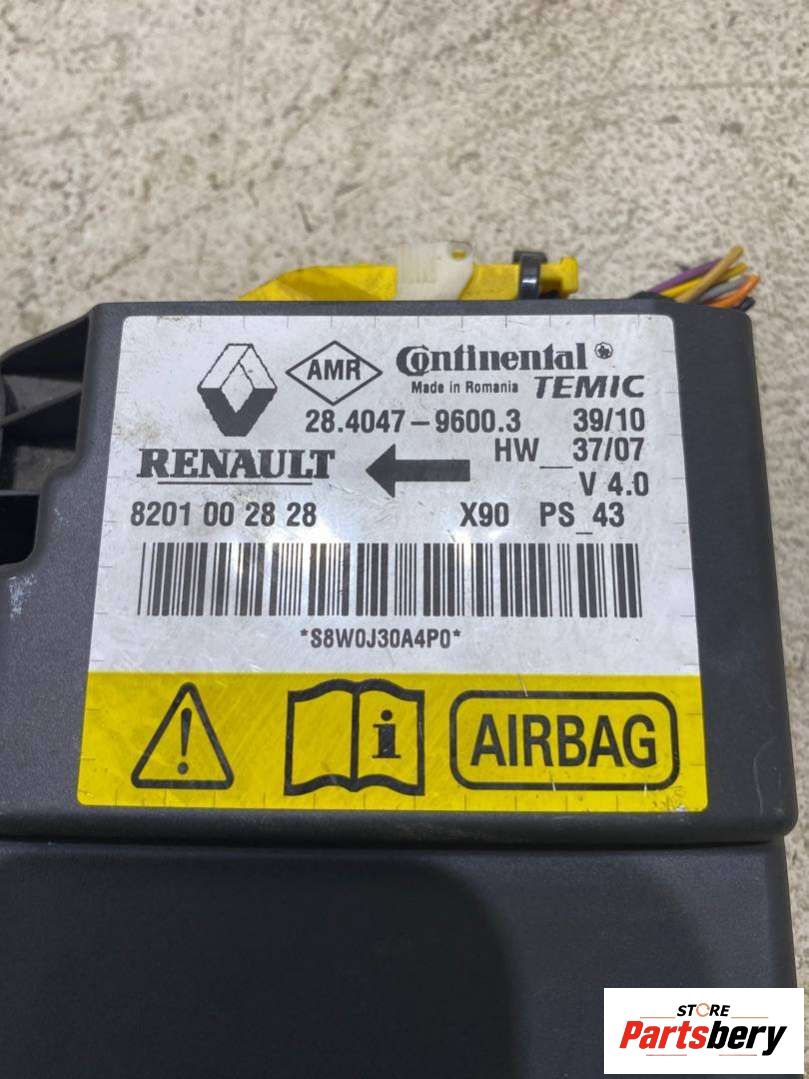 AMR
Continental
Made in Romania TEMIC
28.4047-9600.3 39/10
HW__37/07
RENAULT
V 4.0
8201 00 28 28 X90 PS_43
*S8W0J30A4P0*
! i AIRBAG
STORE
Partsbery